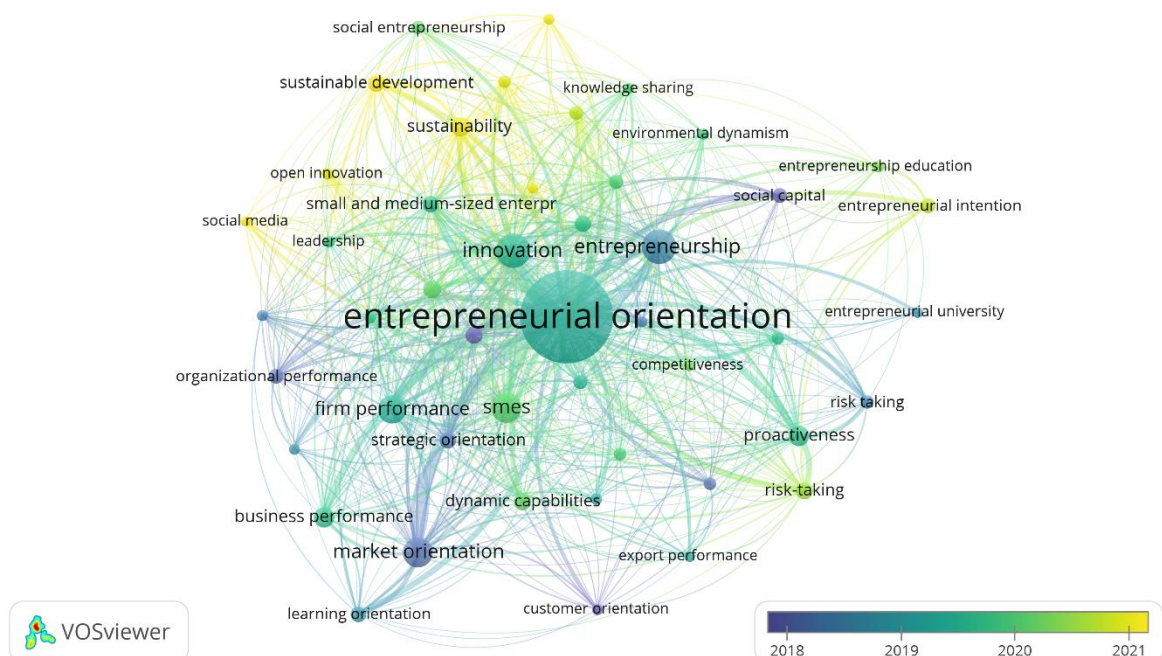 social entrepreneurship
sustainable development
knowledge sharing
sustainability
environmental dynamism
entrepreneurship education
open innovation
social capital
small and medium-sized enterpr
entrepreneurial intention
social media
leadership
innovation
entrepreneurship
entrepreneurial orientation
entrepreneurial university
competitiveness
organizational performance
risk taking
firm performance
smes
strategic orientation
proactiveness
risk-taking
dynamic capabilities
business performance
market orientation
export performance
learning orientation
customer orientation
VOSviewer
2018 2019 2020 2021